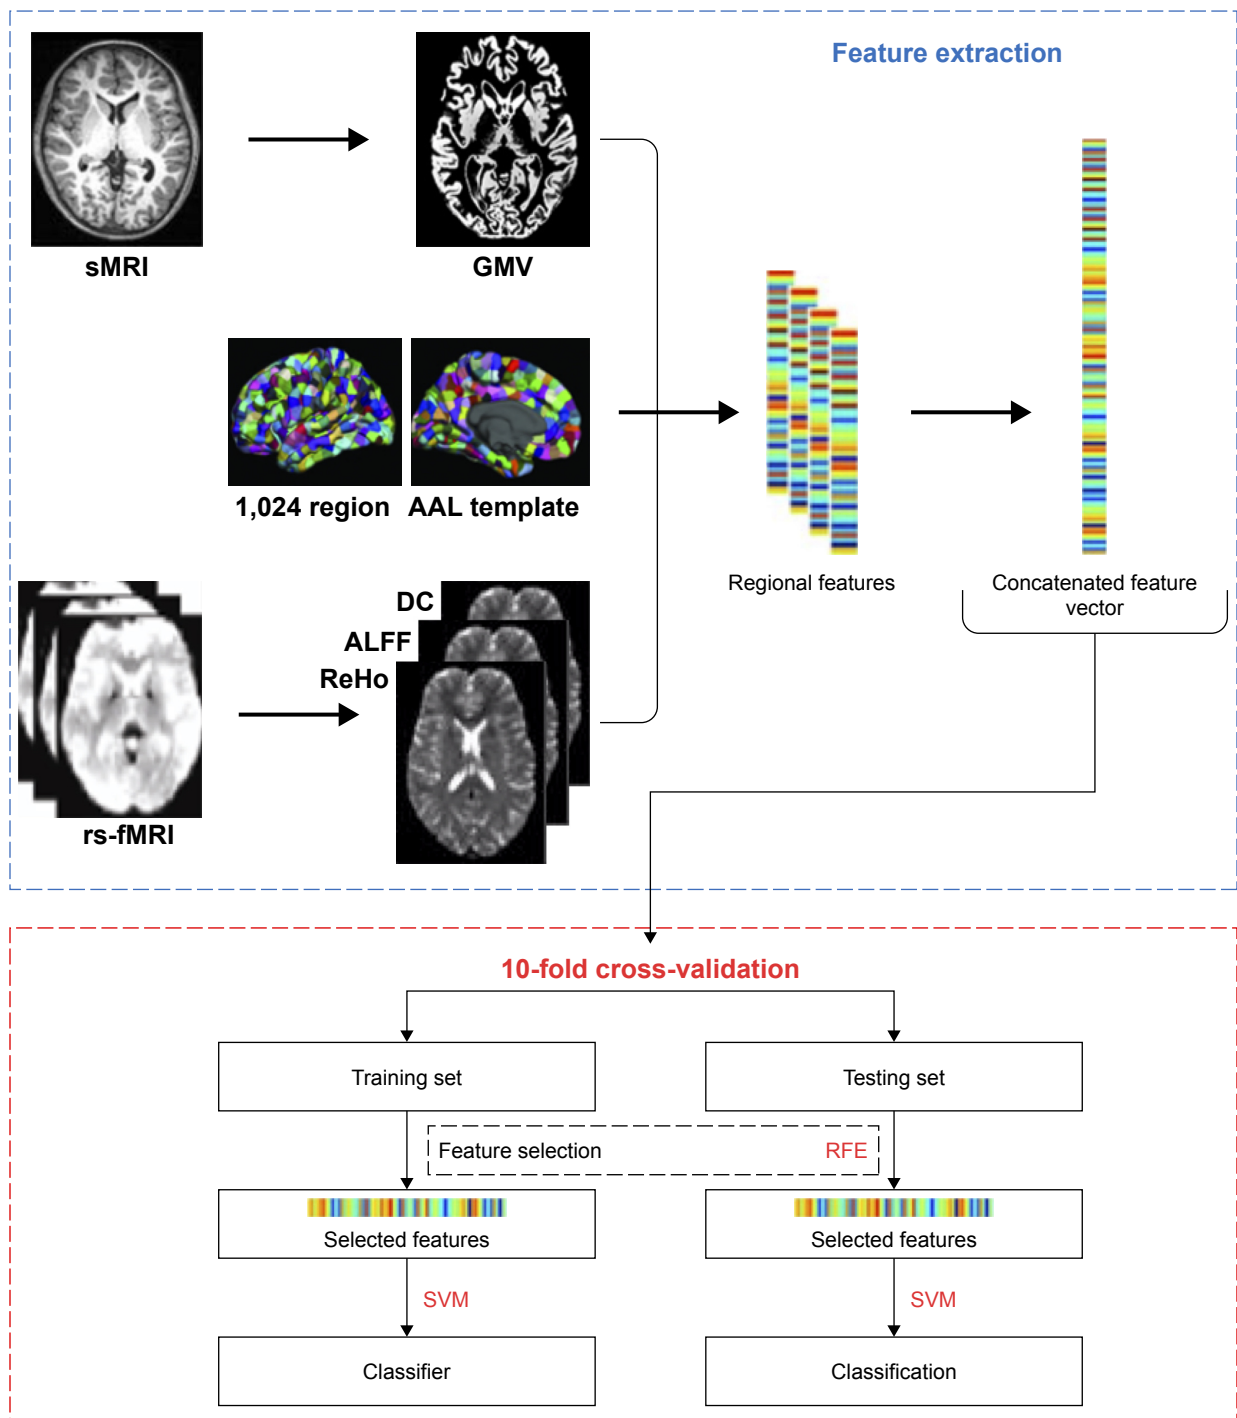 Feature extraction
sMRI
GMV
1,024 region
AAL template
DC
ALFF
ReHo
rs-fMRI
Regional features
Concatenated feature
vector
10-fold cross-validation
Training set
Testing set
Feature selection
RFE
Selected features
Selected features
SVM
SVM
Classifier
Classification